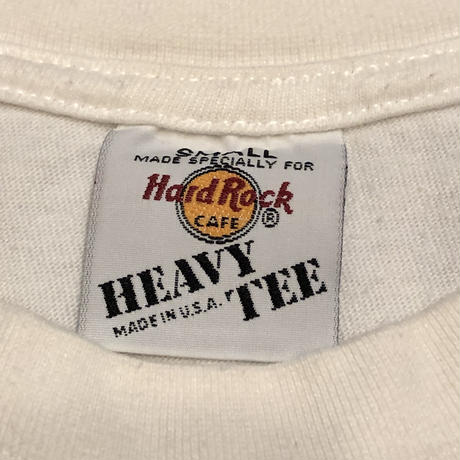 SMALL
MADE SPECIALLY FOR
Hard Rock
CAFE ®
HEAVY
TEE
MADE IN U.S.A.